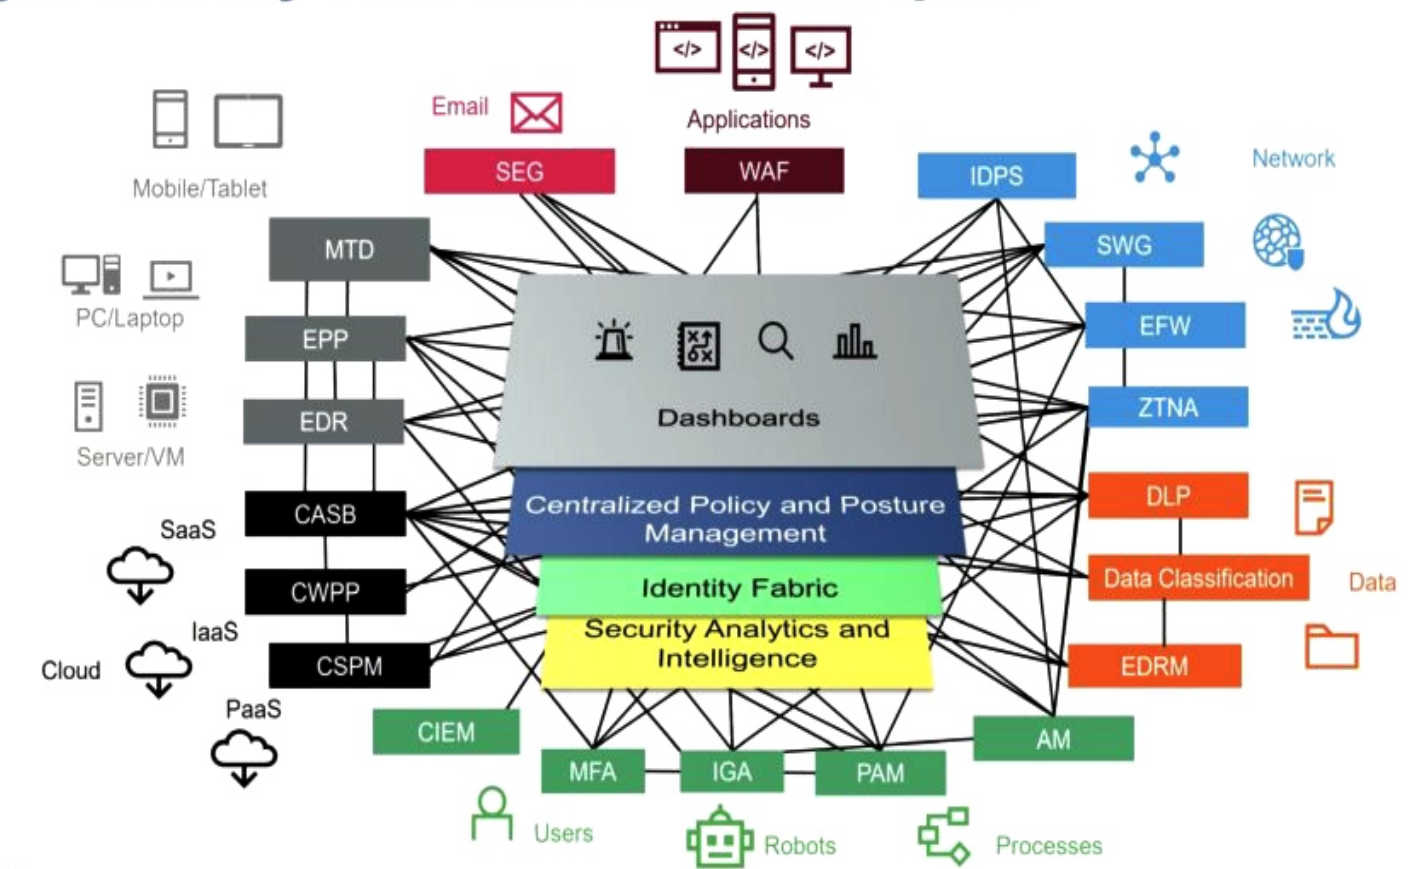 Applications
Email
SEG
WAF
IDPS
Network
Mobile/Tablet
MTD
SWG
PC/Laptop
EPP
EFW
EDR
ZTNA
Server/VM
Dashboards
CASB
SaaS
Centralized Policy and Posture
Management
DLP
CWPP
Identity Fabric
Data Classification
Data
IaaS
Cloud
CSPM
Security Analytics and
Intelligence
EDRM
PaaS
CIEM
MFA
IGA
PAM
AM
Users
Robots
Processes